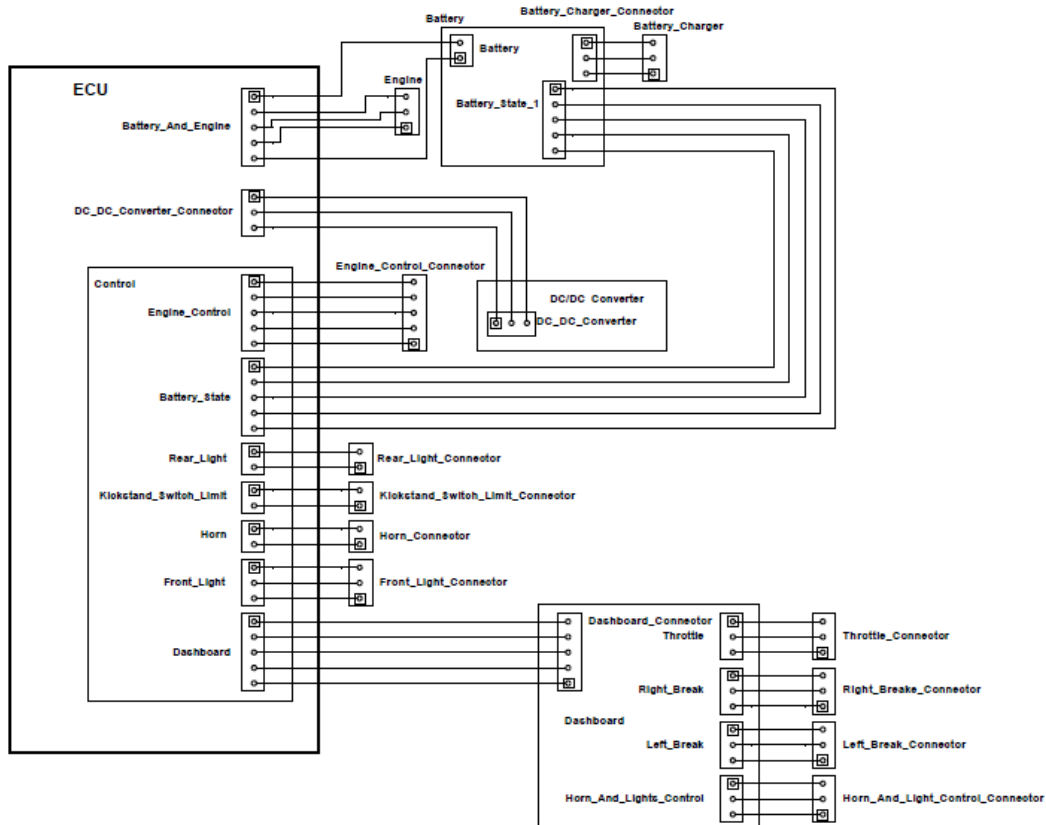 Battery
Battery_Charger_Connector
Battery_Charger
Battery
ECU
Engine
Battery_State_1
Battery_And_Engine
DC_DC_Converter_Connector
Engine_Control_Connector
Control
DC/DC Converter
Engine_Control
DC_DC_Converter
Battery_State
Rear_Light
Rear_Light_Connector
Kickstand_Switch_Limit
Kickstand_Switch_Limit_Connector
Horn
Horn_Connector
Front_Light
Front_Light_Connector
Dashboard_Connector
Throttle
Throttle_Connector
Dashboard
Right_Break
Right_Breake_Connector
Dashboard
Left_Break
Left_Break_Connector
Horn_And_Lights_Control
Horn_And_Light_Control_Connector